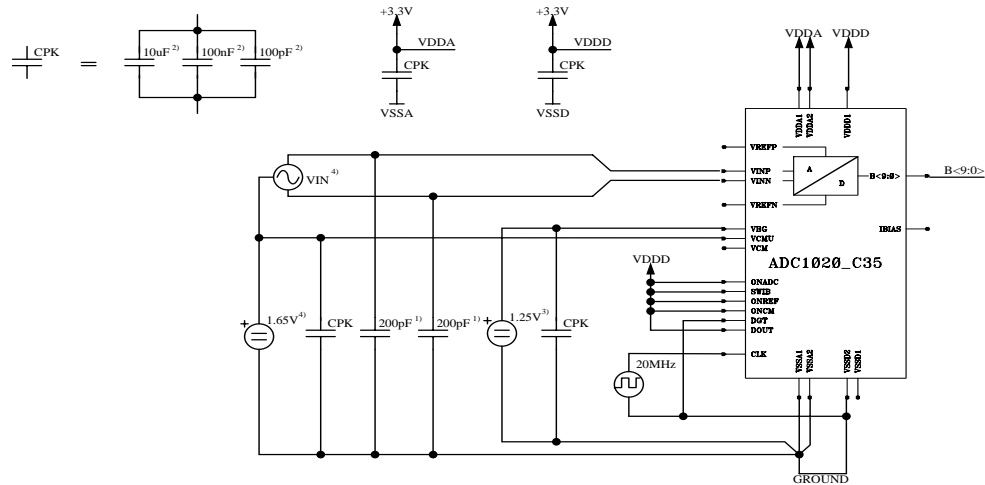 +3.3V
+3.3V
CPK
=
10uF 2)
100nF 2)
100pF 2)
VDDA
VDDD
CPK
CPK
VSSA
VSSD
VDDA
VDDD
VDDA1
VDDA2
VDDD1
VREFP
VIN 4)
VINP
VINN
A
D
B<9:0>
B<9:0>
VREFN
VBG
VCMU
VCM
IBIAS
ADC1020_C35
VDDD
ONADC
SWIB
ONREF
ONCM
DGT
DOUT
+
1.65V 4)
CPK
200pF 1)
200pF 1)
+
1.25V 3)
CPK
CLK
20MHz
VSSA1
VSSA2
VSSD2
VSSD1
GROUND